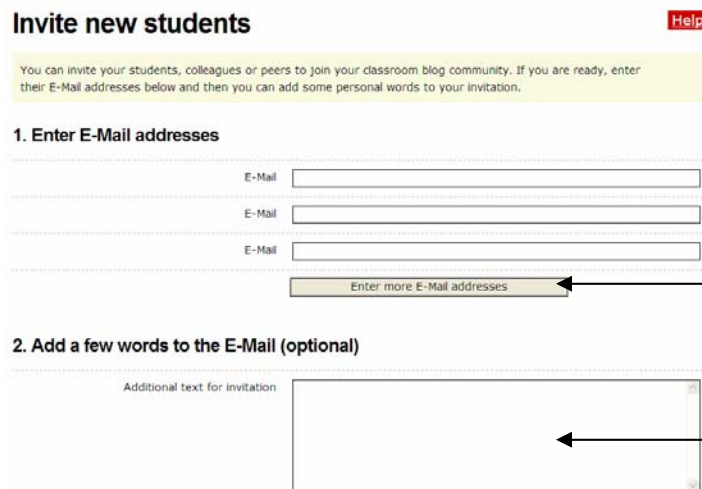 Invite new students
Help
You can invite your students, colleagues or peers to join your classroom blog community. If you are ready, enter
their E-Mail addresses below and then you can add some personal words to your invitation.
1. Enter E-Mail addresses
E-Mail
E-Mail
E-Mail
Enter more E-Mail addresses
2. Add a few words to the E-Mail (optional)
Additional text for invitation